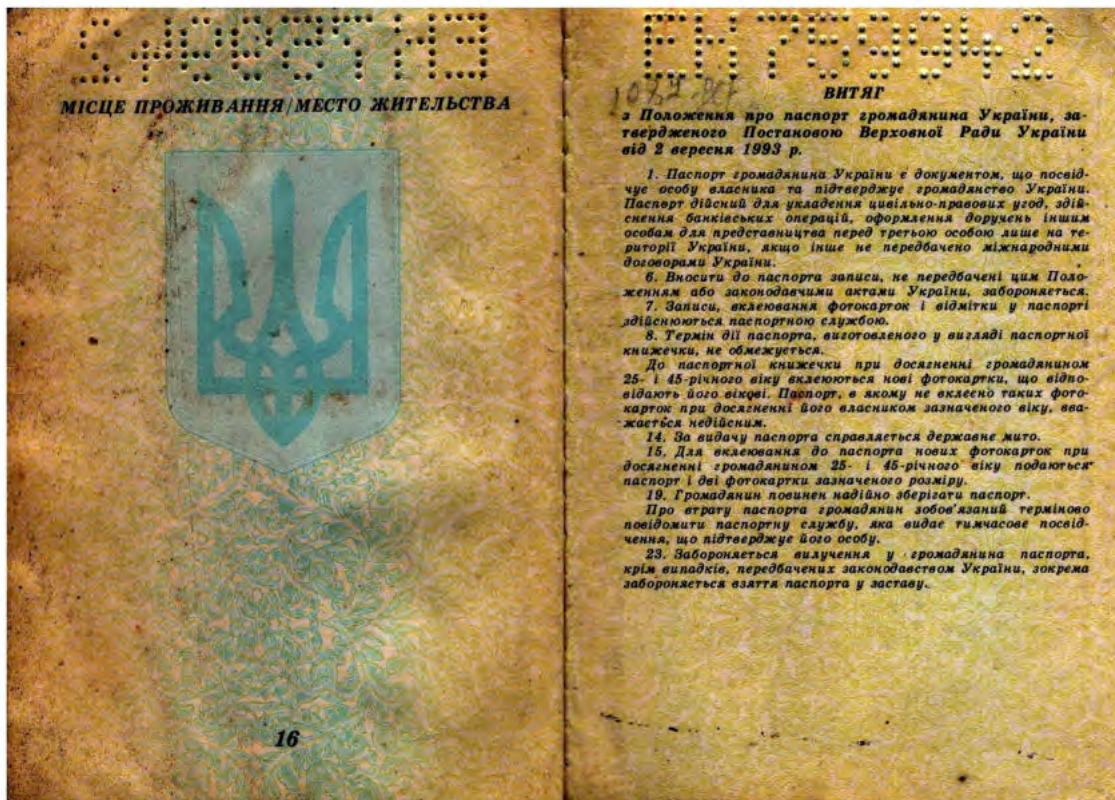 МІСЦЕ ПРОЖИВАННЯ/МЕСТО ЖИТЕЛЬСТВА
16
ВИТЯГ
з Положення про паспорт громадянина України, за-
твердженого Постановою Верховної Ради України
від 2 вересня 1993 р.
1. Паспорт громадянина України є документом, що посвід-
чує особу власника та підтверджує громадянство України.
Паспорт дійсний для укладення цивільно-правових угод, здій-
снення банківських операцій, оформлення доручень іншим
особам для представництва перед третьою особою лише на те-
риторії України, якщо інше не передбачено міжнародними
договорами України.
6. Вносити до паспорта записи, не передбачені цим Поло-
женням або законодавчими актами України, забороняється.
7. Записи, вклеювання фотокарток і відмітки у паспорті
здійснюються паспортною службою.
8. Термін дії паспорта, виготовленого у вигляді паспортної
книжечки, не обмежується.
До паспортної книжечки при досягненні громадянином
25- і 45-річного віку вклеюються нові фотокартки, що відпо-
відають його вікові. Паспорт, в якому не вклеєно таких фото-
карток при досягненні його власником зазначеного віку, вва-
жається недійсним.
14. За видачу паспорта справляється державне мито.
15. Для вклеювання до паспорта нових фотокарток при
досягненні громадянином 25- і 45-річного віку подаються
паспорт і дві фотокартки зазначеного розміру.
19. Громадянин повинен надійно зберігати паспорт.
Про втрату паспорта громадянин зобов'язаний терміново
повідомити паспортну службу, яка видає тимчасове посвід-
чення, що підтверджує його особу.
23. Забороняється вилучення у громадянина паспорта,
крім випадків, передбачених законодавством України, зокрема
забороняється взяття паспорта у заставу.